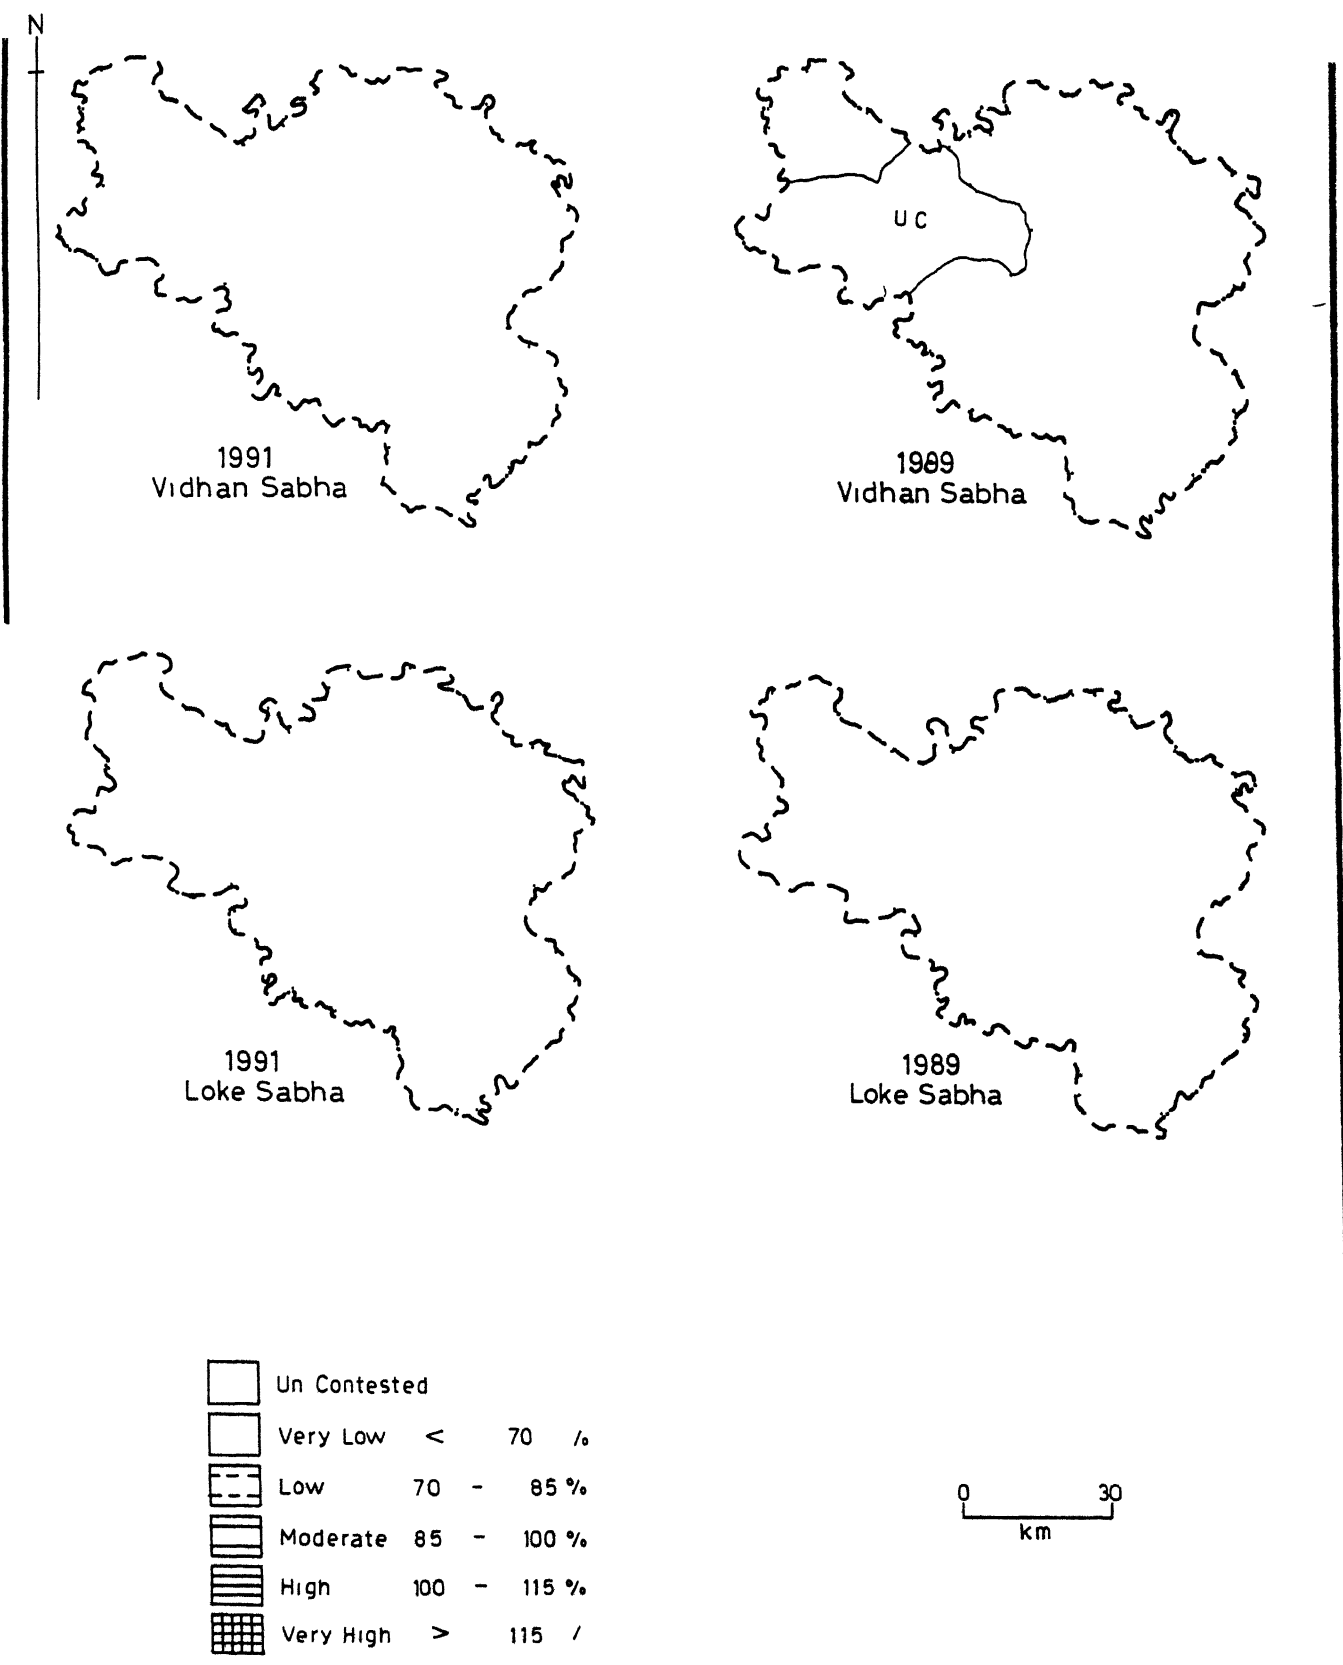 N
UC
1991
Vidhan Sabha
1989
Vidhan Sabha
1991
Loke Sabha
1989
Loke Sabha
Un Contested
Very Low < 70 %
Low 70 - 85 %
Moderate 85 - 100 %
High 100 - 115 %
Very High > 115 /
0 30
km